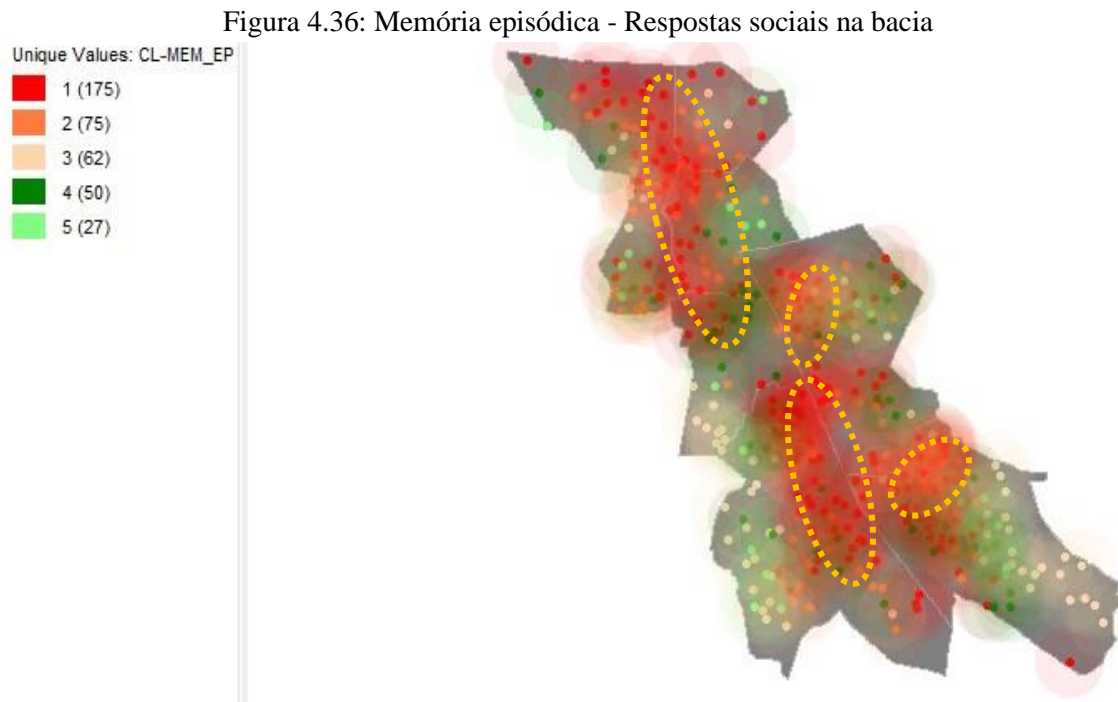 Figura 4.36: Memória episódica - Respostas sociais na bacia
Unique Values: CL-MEM_EP
1 (175)
2 (75)
3 (62)
4 (50)
5 (27)